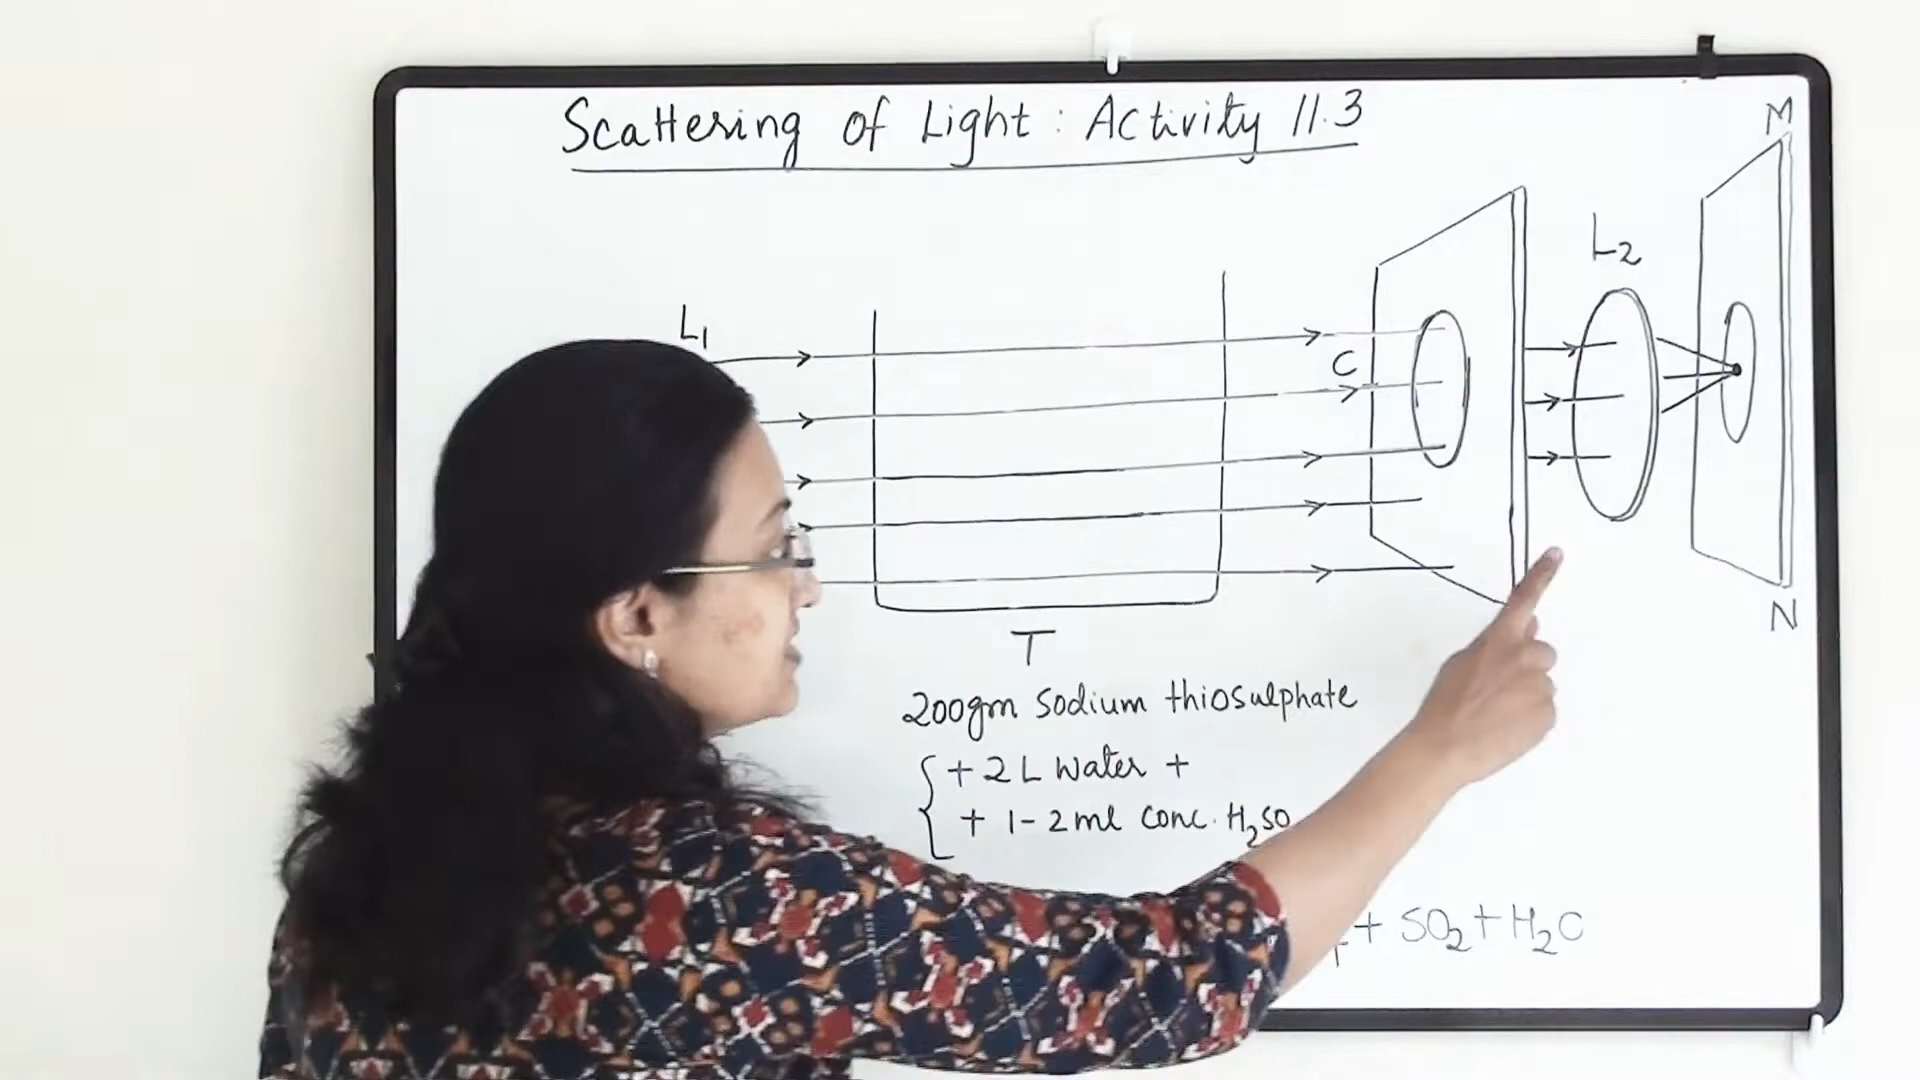 Scattering of Light : Activity 11.3
M
L2
L1
C
N
T
200gm sodium thiosulphate
+ 2 L water +
+ 1-2 ml conc. H2SO
+ SO2 + H2O